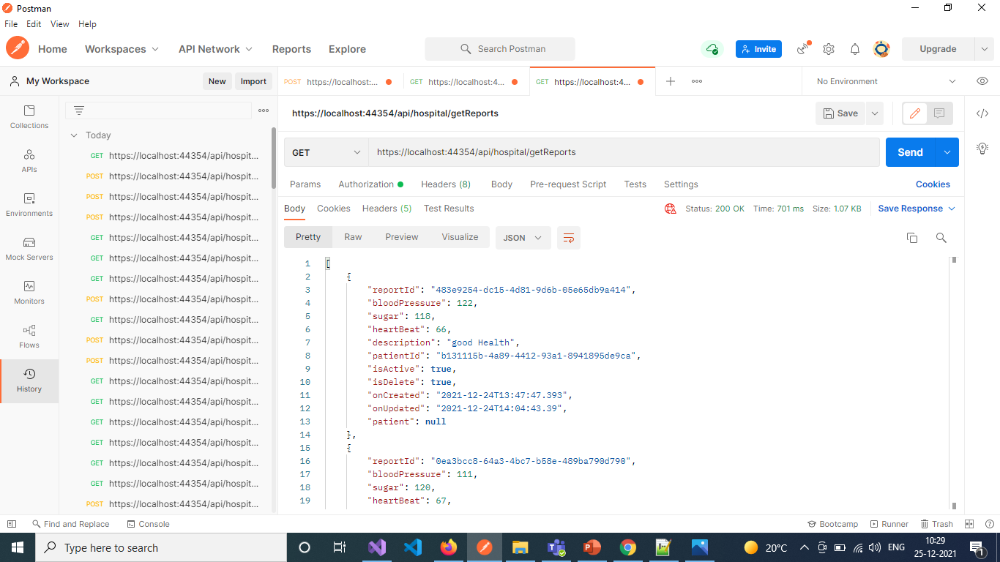 Postman
File Edit View Help
Home Workspaces API Network Reports Explore Search Postman Invite Upgrade
My Workspace New Import
POST https://localhost:... GET https://localhost:4... GET https://localhost:4... No Environment
Collections
APIs
Environments
Mock Servers
Monitors
Flows
History
Today
GET https://localhost:44354/api/hospit...
POST https://localhost:44354/api/hospit...
POST https://localhost:44354/api/hospit...
POST https://localhost:44354/api/hospit...
GET https://localhost:44354/api/hospit...
GET https://localhost:44354/api/hospit...
GET https://localhost:44354/api/hospit...
POST https://localhost:44354/api/hospit...
GET https://localhost:44354/api/hospit...
POST https://localhost:44354/api/hospit...
POST https://localhost:44354/api/hospit...
GET https://localhost:44354/api/hospit...
GET https://localhost:44354/api/hospit...
GET https://localhost:44354/api/hospit...
GET https://localhost:44354/api/hospit...
GET https://localhost:44354/api/hospit...
GET https://localhost:44354/api/hospit...
POST https://localhost:44354/api/hospit...
https://localhost:44354/api/hospital/getReports Save
GET https://localhost:44354/api/hospital/getReports Send
Params Authorization Headers (8) Body Pre-request Script Tests Settings Cookies
Body Cookies Headers (5) Test Results Status: 200 OK Time: 701 ms Size: 1.07 KB Save Response
Pretty Raw Preview Visualize JSON
1 [
2 {
3 "reportId": "483e9254-dc15-4d81-9d6b-05e65db9a414",
4 "bloodPressure": 122,
5 "sugar": 118,
6 "heartBeat": 66,
7 "description": "good Health",
8 "patientId": "b131115b-4a89-4412-93a1-8941895de9ca",
9 "isActive": true,
10 "isDelete": true,
11 "onCreated": "2021-12-24T13:47:47.393",
12 "onUpdated": "2021-12-24T14:04:43.39",
13 "patient": null
14 },
15 {
16 "reportId": "0ea3bcc8-64a3-4bc7-b58e-489ba790d790",
17 "bloodPressure": 111,
18 "sugar": 120,
19 "heartBeat": 67,
Find and Replace Console Bootcamp Runner Trash
Type here to search 20°C ENG 10:29
25-12-2021 1